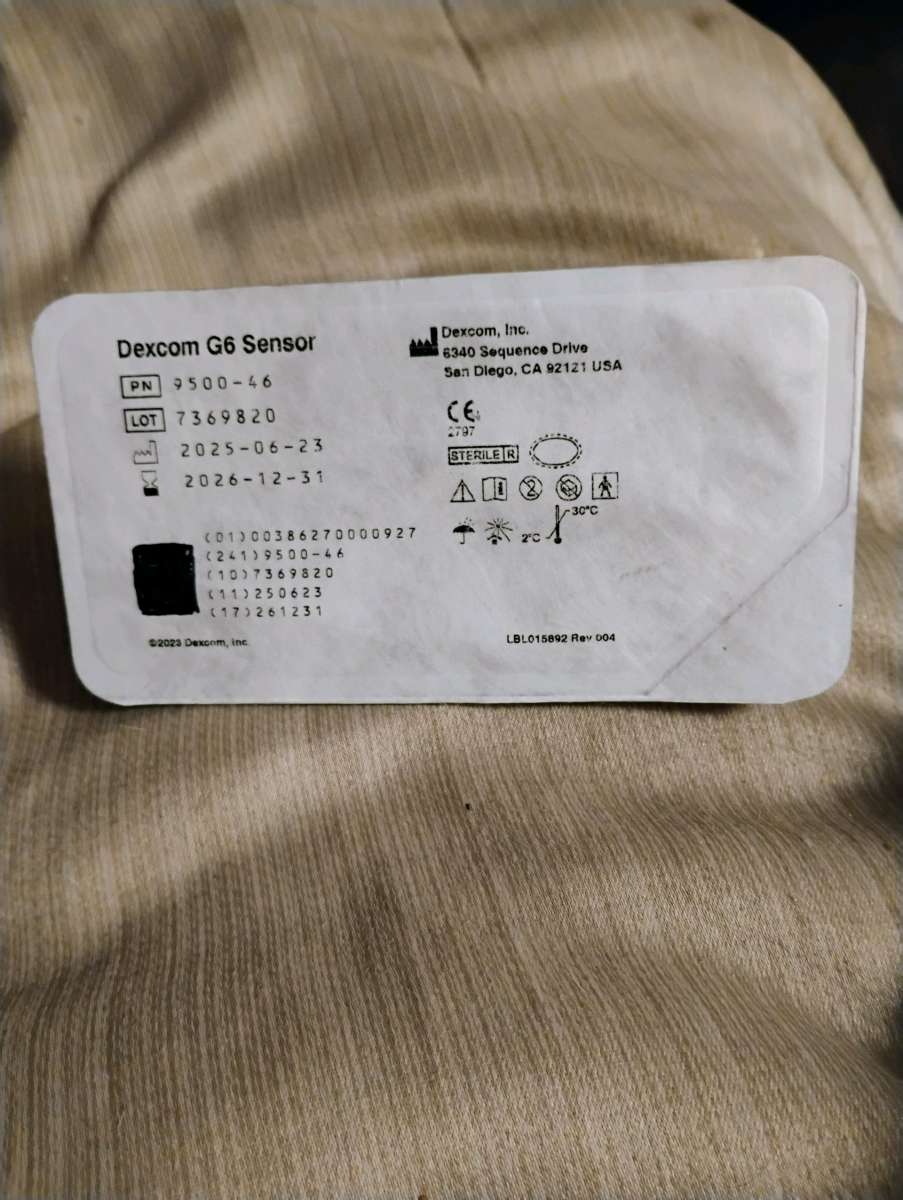 Dexcom G6 Sensor
PN 9500-46
LOT 7369820
2025-06-23
2026-12-31
(01)00386270000927
(241)9500-46
(10)7369820
(11)250623
(17)261231
©2023 Dexcom, Inc.
Dexcom, Inc.
6340 Sequence Drive
San Diego, CA 92121 USA
CE
2797
STERILE R
2
30°C
2°C
LBL015892 Rev 004